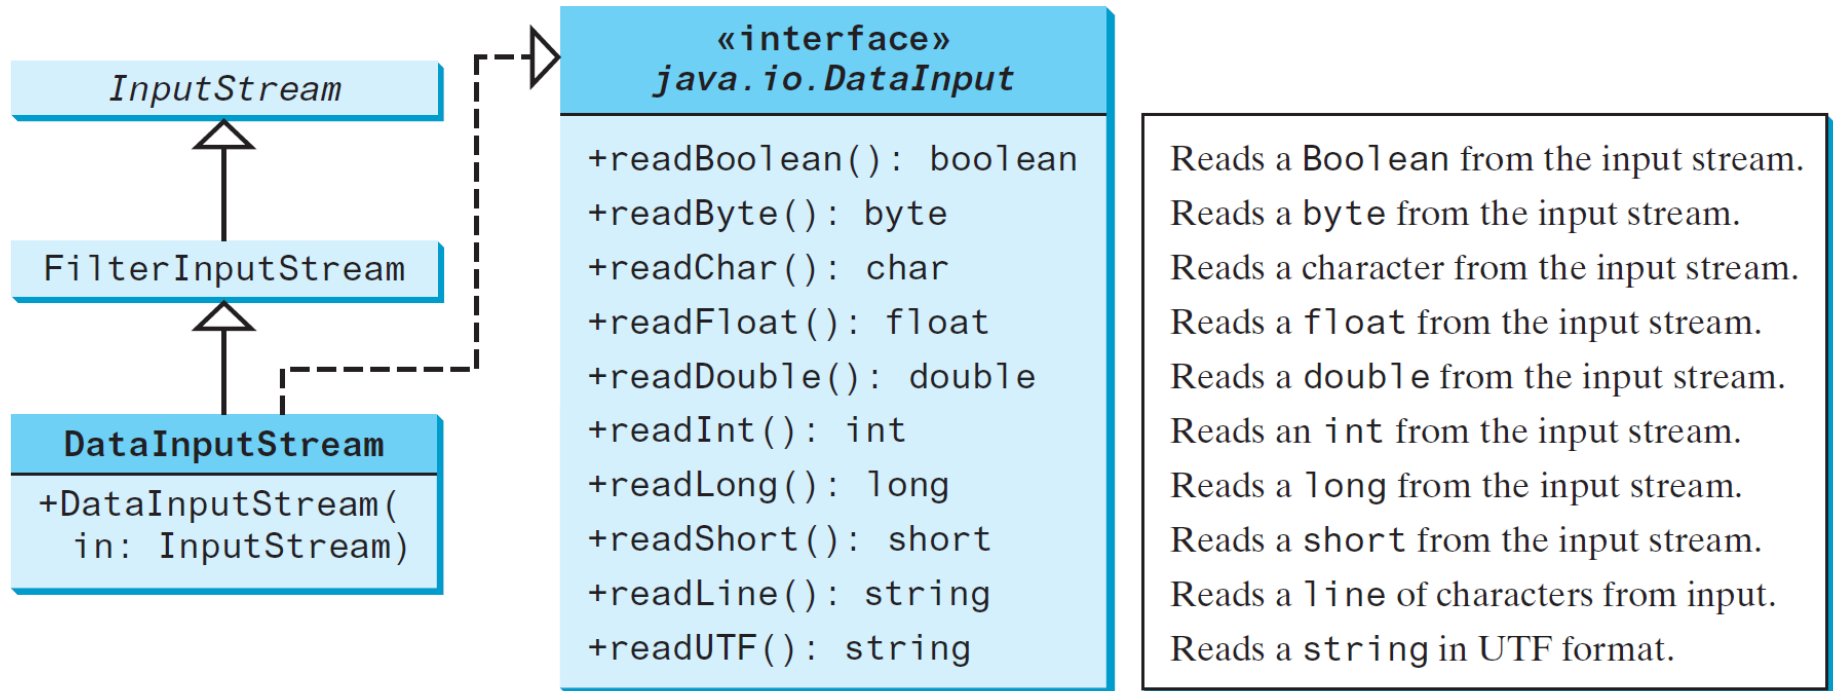 InputStream
FilterInputStream
DataInputStream
+DataInputStream(
in: InputStream)
«interface»
java.io.DataInput
+readBoolean(): boolean
+readByte(): byte
+readChar(): char
+readFloat(): float
+readDouble(): double
+readInt(): int
+readLong(): long
+readShort(): short
+readLine(): string
+readUTF(): string
Reads a Boolean from the input stream.
Reads a byte from the input stream.
Reads a character from the input stream.
Reads a float from the input stream.
Reads a double from the input stream.
Reads an int from the input stream.
Reads a long from the input stream.
Reads a short from the input stream.
Reads a line of characters from input.
Reads a string in UTF format.